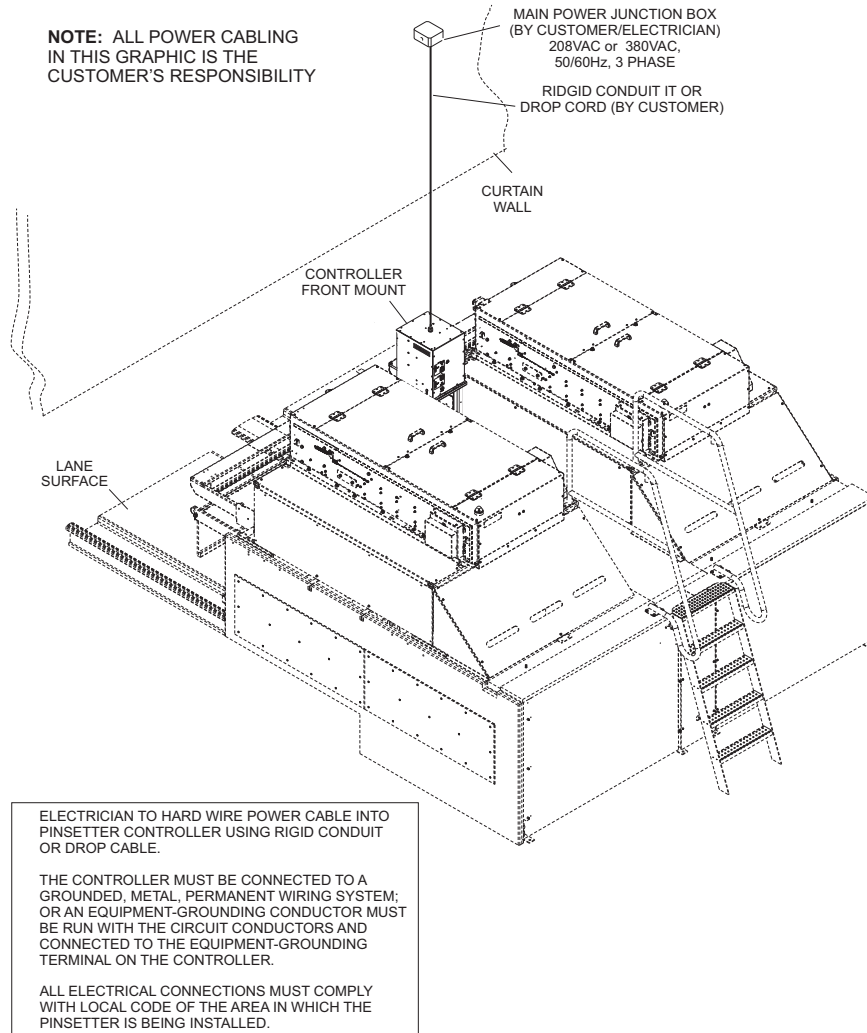 NOTE: ALL POWER CABLING
IN THIS GRAPHIC IS THE
CUSTOMER'S RESPONSIBILITY
MAIN POWER JUNCTION BOX
(BY CUSTOMER/ELECTRICIAN)
208VAC or 380VAC,
50/60Hz, 3 PHASE
RIDGID CONDUIT IT OR
DROP CORD (BY CUSTOMER)
CURTAIN
WALL
CONTROLLER
FRONT MOUNT
LANE
SURFACE
ELECTRICIAN TO HARD WIRE POWER CABLE INTO
PINSETTER CONTROLLER USING RIGID CONDUIT
OR DROP CABLE.
THE CONTROLLER MUST BE CONNECTED TO A
GROUNDED, METAL, PERMANENT WIRING SYSTEM;
OR AN EQUIPMENT-GROUNDING CONDUCTOR MUST
BE RUN WITH THE CIRCUIT CONDUCTORS AND
CONNECTED TO THE EQUIPMENT-GROUNDING
TERMINAL ON THE CONTROLLER.
ALL ELECTRICAL CONNECTIONS MUST COMPLY
WITH LOCAL CODE OF THE AREA IN WHICH THE
PINSETTER IS BEING INSTALLED.